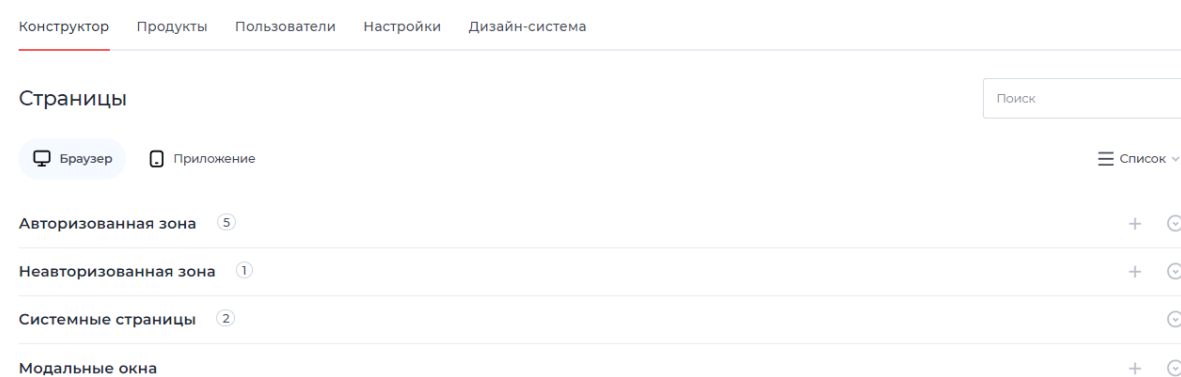 Конструктор Продукты Пользователи Настройки Дизайн-система
Страницы Поиск
Браузер Приложение Список
Авторизованная зона 5
Неавторизованная зона 1
Системные страницы 2
Модальные окна